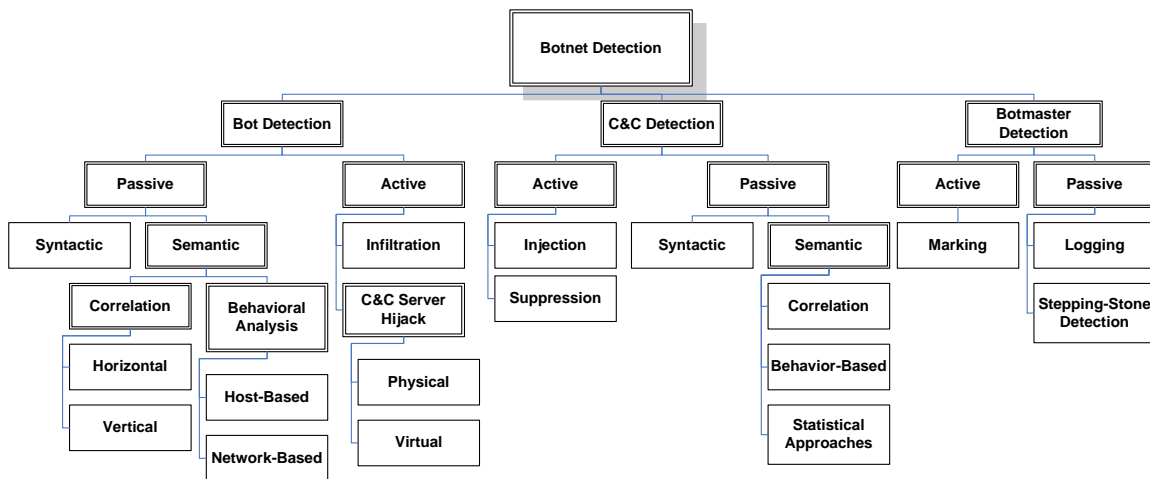 Botnet Detection
Bot Detection
C&C Detection
Botmaster
Detection
Passive
Active
Active
Passive
Active
Passive
Syntactic
Semantic
Infiltration
Injection
Syntactic
Semantic
Marking
Logging
Correlation
Behavioral
Analysis
C&C Server
Hijack
Suppression
Correlation
Stepping-Stone
Detection
Horizontal
Host-Based
Physical
Behavior-Based
Vertical
Network-Based
Virtual
Statistical
Approaches